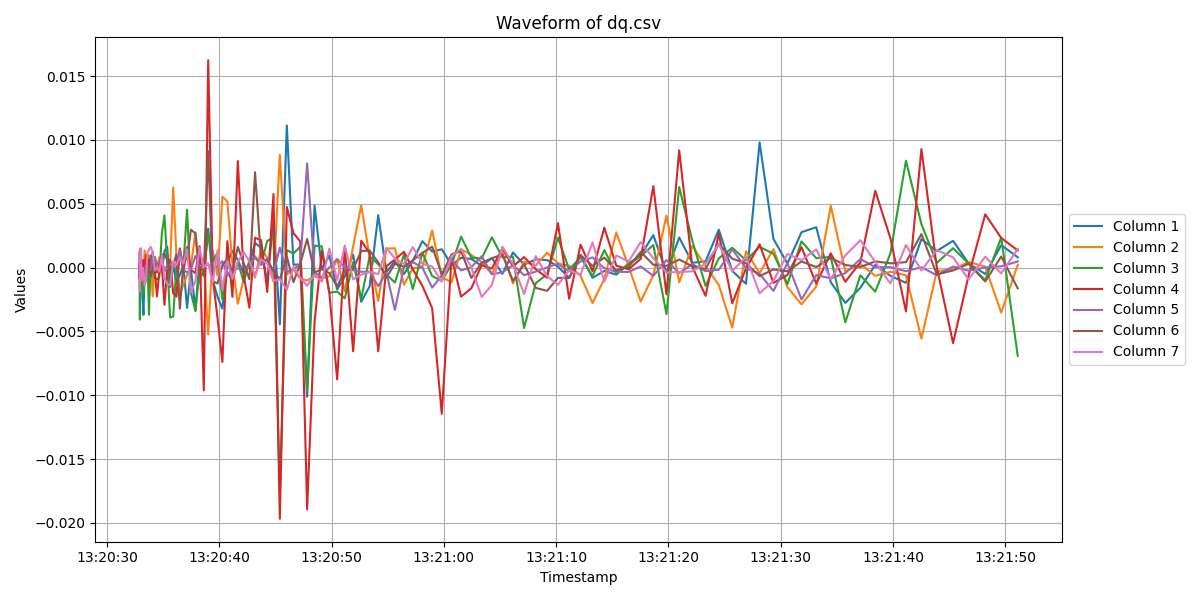 Waveform of dq.csv
Values
0.015
0.010
0.005
0.000
−0.005
−0.010
−0.015
−0.020
13:20:30 13:20:40 13:20:50 13:21:00 13:21:10 13:21:20 13:21:30 13:21:40 13:21:50
Timestamp
Column 1
Column 2
Column 3
Column 4
Column 5
Column 6
Column 7